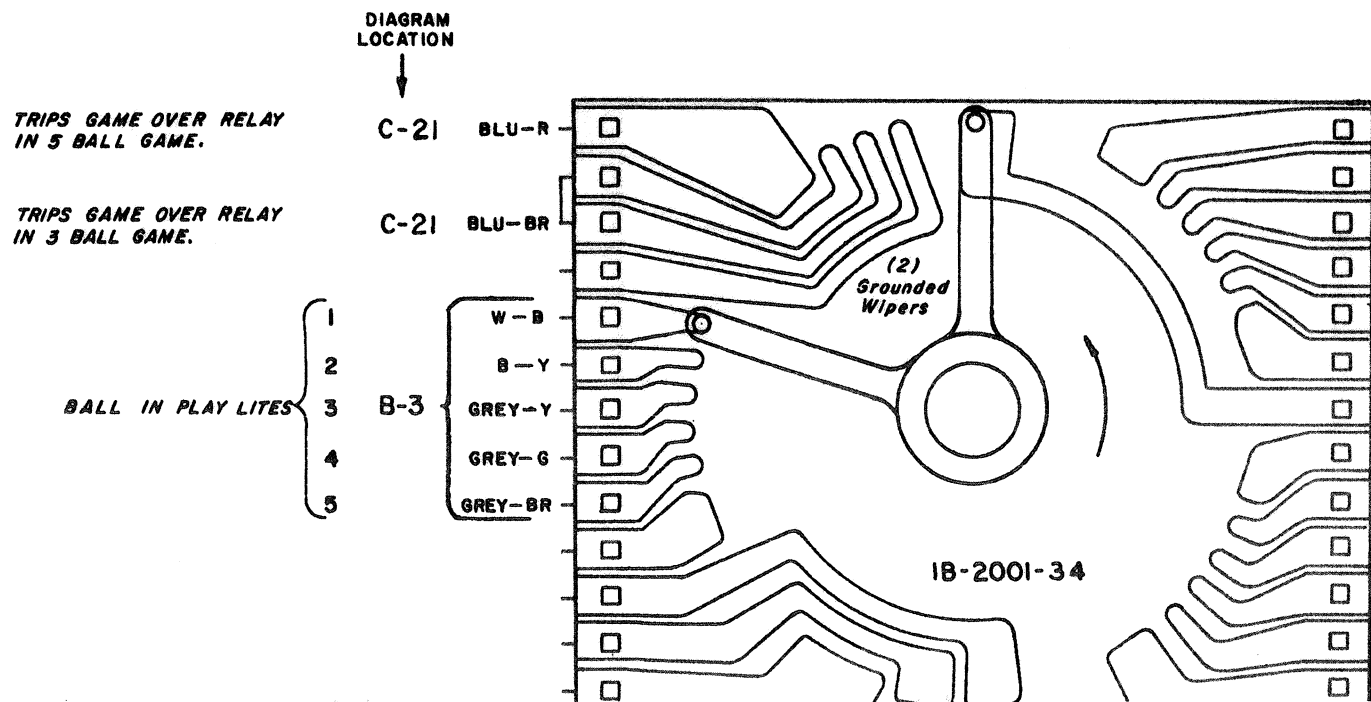 DIAGRAM
LOCATION
TRIPS GAME OVER RELAY
IN 5 BALL GAME.
C-21 BLU-R
TRIPS GAME OVER RELAY
IN 3 BALL GAME.
C-21 BLU-BR
(2)
Grounded
Wipers
1 W-B
2 B-Y
BALL IN PLAY LITES 3 B-3 GREY-Y
4 GREY-G
5 GREY-BR
1B-2001-34